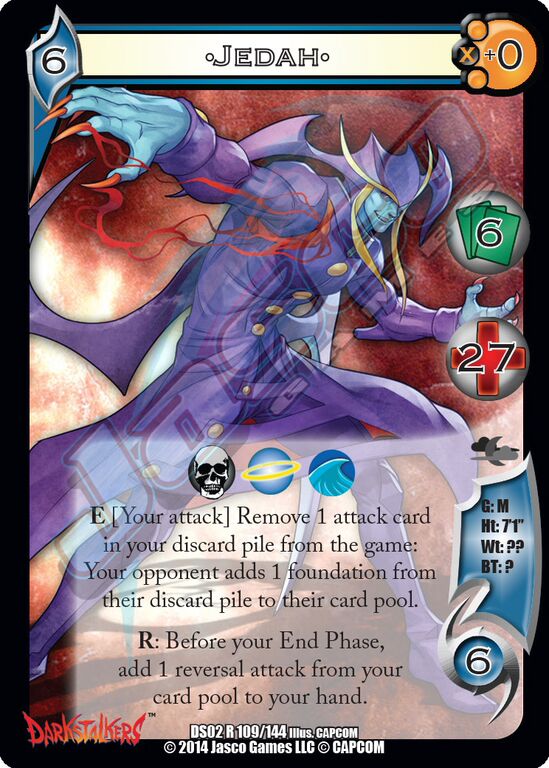 6
•JEDAH•
X +0
6
27
G: M
Ht: 7'1"
Wt: ??
BT: ?
E [Your attack] Remove 1 attack card
in your discard pile from the game:
Your opponent adds 1 foundation from
their discard pile to their card pool.
R: Before your End Phase,
add 1 reversal attack from your
card pool to your hand.
6
DARKSTALKERS™
DS02 R 109/144 Illus. CAPCOM
© 2014 Jasco Games LLC © CAPCOM